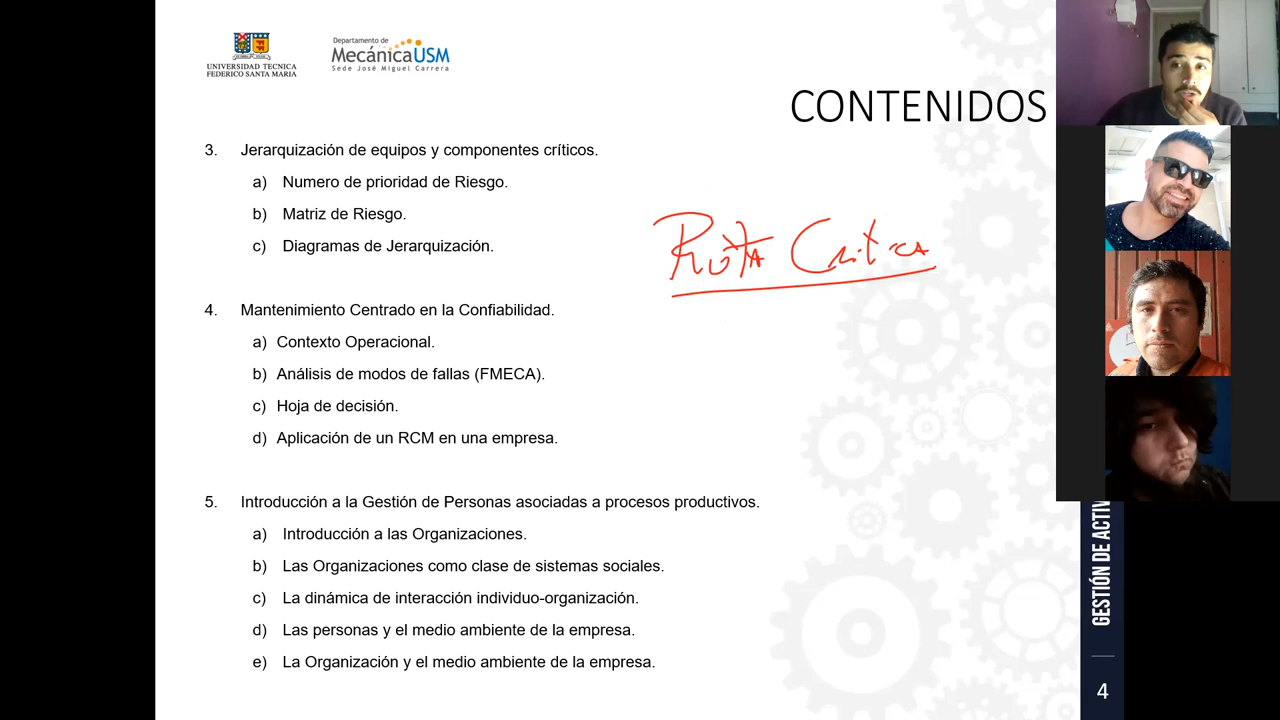 UNIVERSIDAD TECNICA
FEDERICO SANTA MARIA
Departamento de
MecánicaUSM
Sede José Miguel Carrera
CONTENIDOS
3. Jerarquización de equipos y componentes críticos.
a) Numero de prioridad de Riesgo.
b) Matriz de Riesgo.
c) Diagramas de Jerarquización.
RUTA CRitiCA
4. Mantenimiento Centrado en la Confiabilidad.
a) Contexto Operacional.
b) Análisis de modos de fallas (FMECA).
c) Hoja de decisión.
d) Aplicación de un RCM en una empresa.
5. Introducción a la Gestión de Personas asociadas a procesos productivos.
a) Introducción a las Organizaciones.
b) Las Organizaciones como clase de sistemas sociales.
c) La dinámica de interacción individuo-organización.
d) Las personas y el medio ambiente de la empresa.
e) La Organización y el medio ambiente de la empresa.
GESTIÓN DE
4